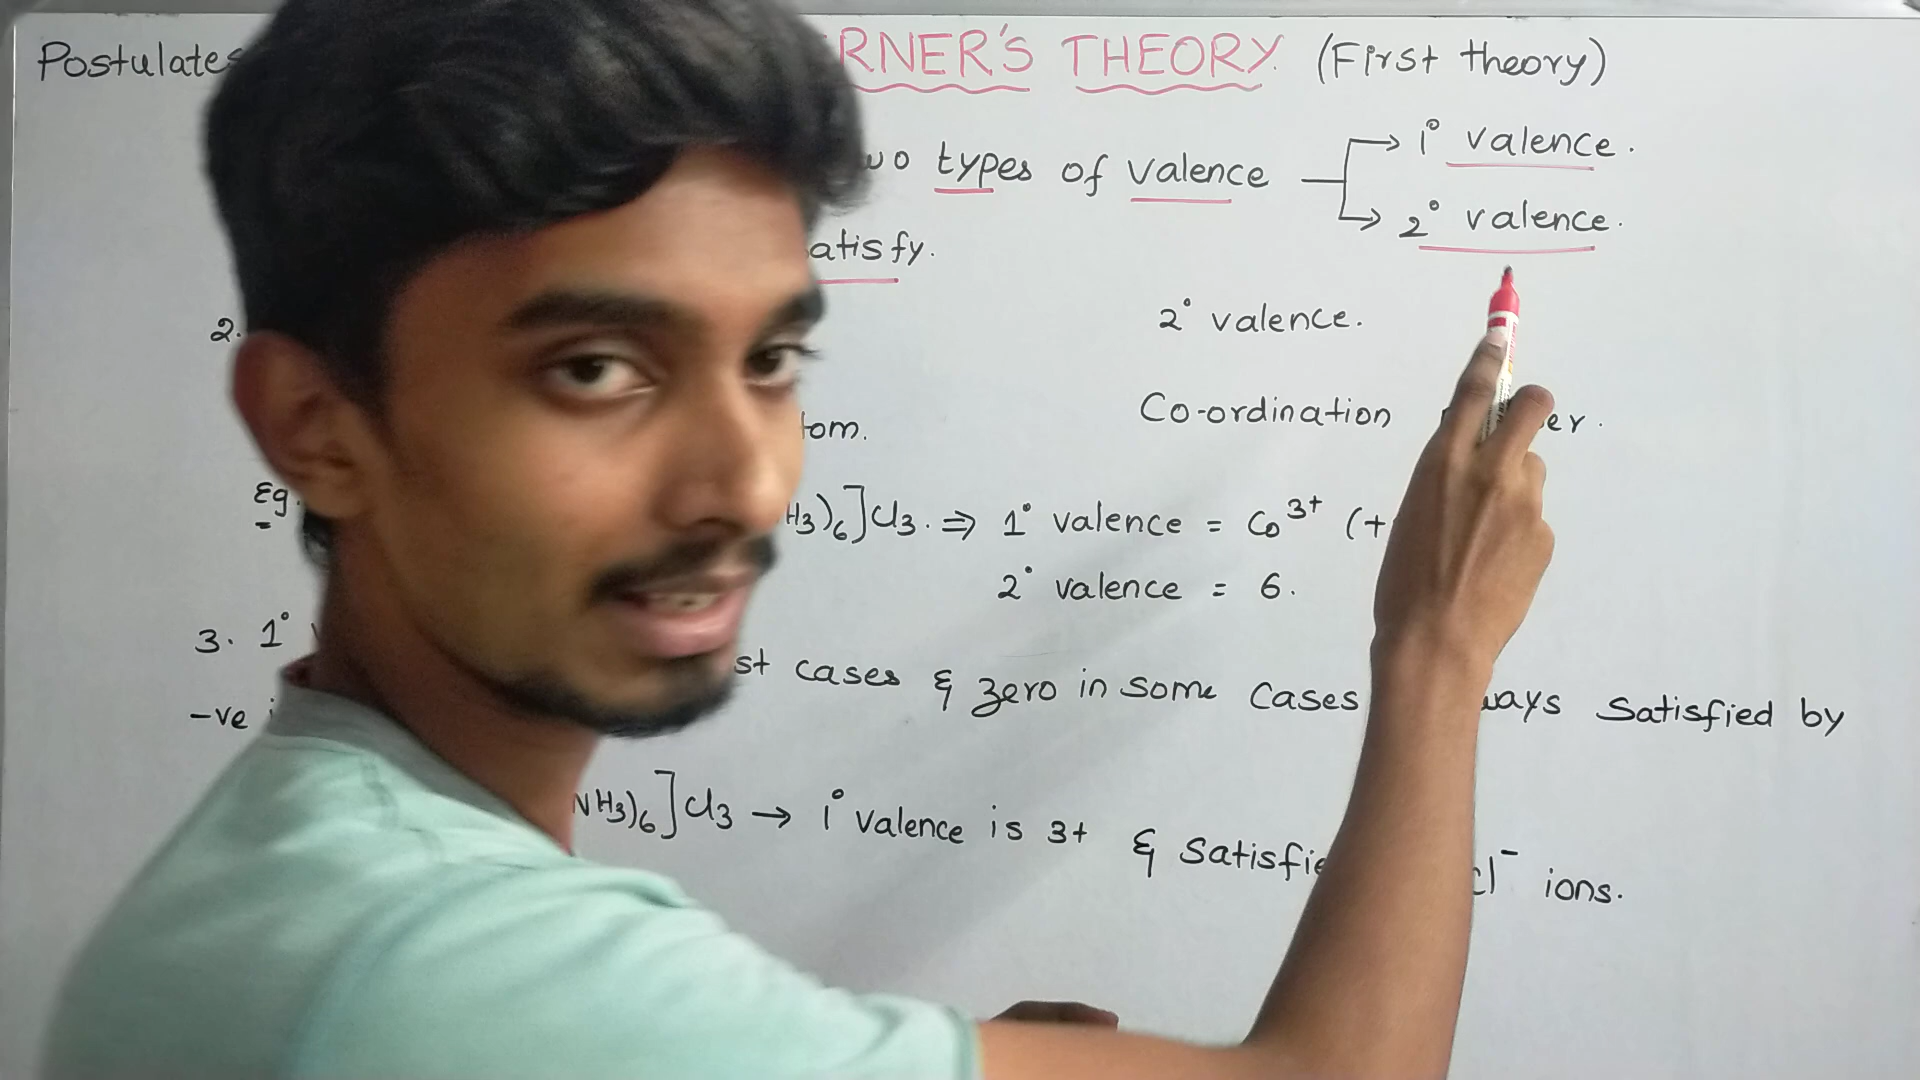 Postulates RNER'S THEORY (First theory)
types of valence → 1° valence.
→ 2° valence.
atisfy.
2. 2° valence.
tom. Co-ordination er.
Eg. H3)6]Cl3. ⇒ 1° valence = Co3+ (+
2° valence = 6.
3. 1° st cases & zero in some cases ways satisfied by
-ve
NH3)6]Cl3 → 1° valence is 3+ & satisfie Cl- ions.